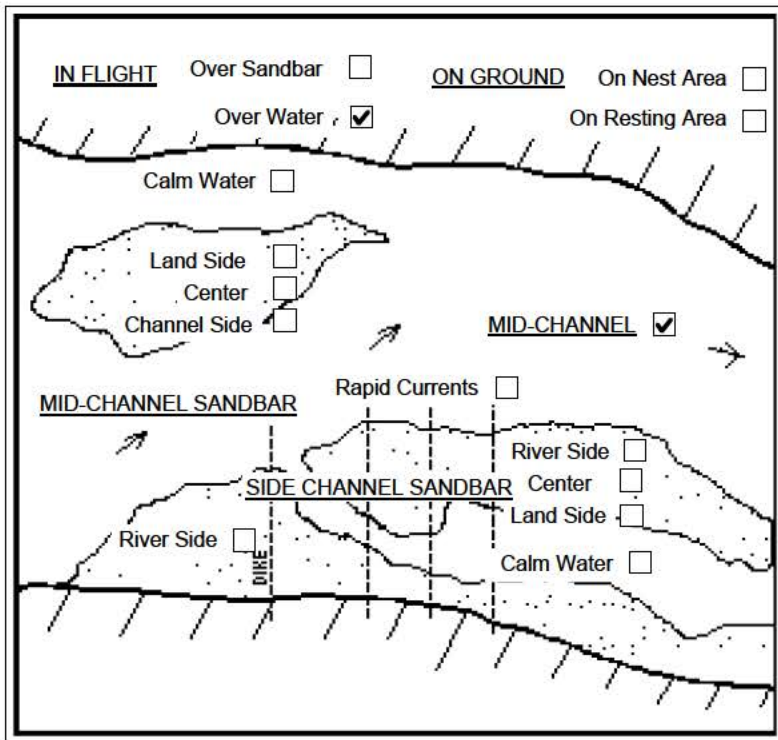 IN FLIGHT
Over Sandbar
ON GROUND
On Nest Area
Over Water
On Resting Area
Calm Water
Land Side
Center
Channel Side
MID-CHANNEL
Rapid Currents
MID-CHANNEL SANDBAR
River Side
SIDE CHANNEL SANDBAR
Center
Land Side
River Side
DIKE
Calm Water